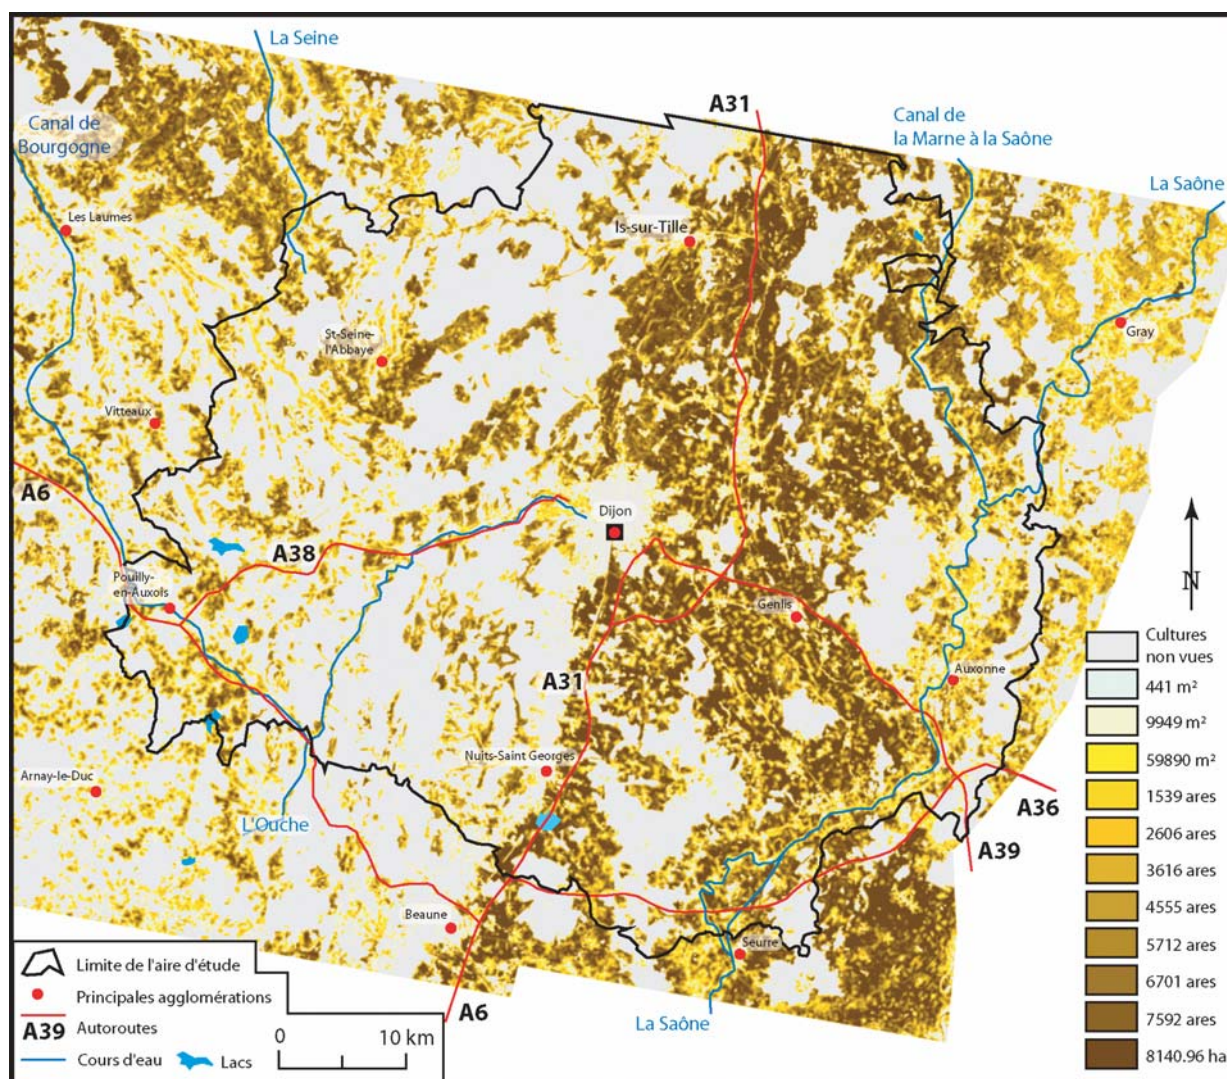 La Seine
A31
Canal de
la Marne à la Saône
Canal de
Bourgogne
La Saône
Les Laumes
Is-sur-Tille
Gray
St-Seine-
l'Abbaye
Vitteaux
A6
Dijon
A38
N
Pouilly-
en-Auxois
Genlis
Cultures
non vues
Auxonne
A31
441 m²
9949 m²
Nuits-Saint Georges
59890 m²
Arnay-le-Duc
1539 ares
A36
L'Ouche
2606 ares
A39
3616 ares
4555 ares
Beaune
5712 ares
Seurre
Limite de l'aire d'étude
6701 ares
Principales agglomérations
A6
La Saône
7592 ares
A39 Autoroutes
0 10 km
8140.96 ha
Cours d'eau Lacs